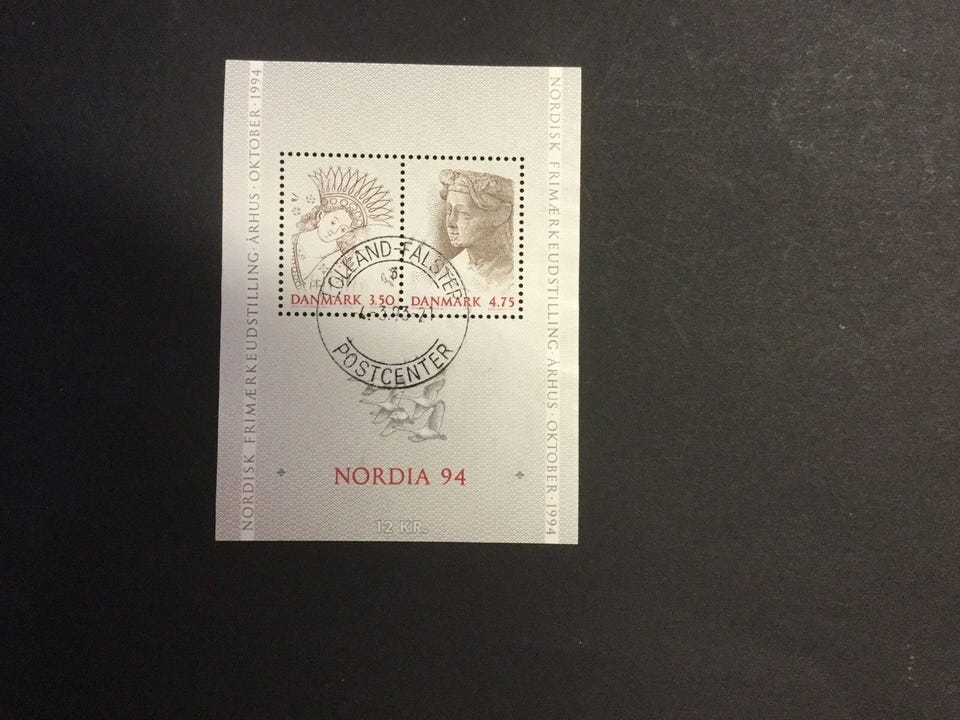 NORDISK FRIMÆRKEUDSTILLING · ÅRHUS · OKTOBER · 1994
NORDISK FRIMÆRKEUDSTILLING · ÅRHUS · OKTOBER · 1994
LOLLAND-FALSTER
3
DANMARK 3.50
DANMARK 4.75
POSTCENTER
NORDIA 94
12 KR.